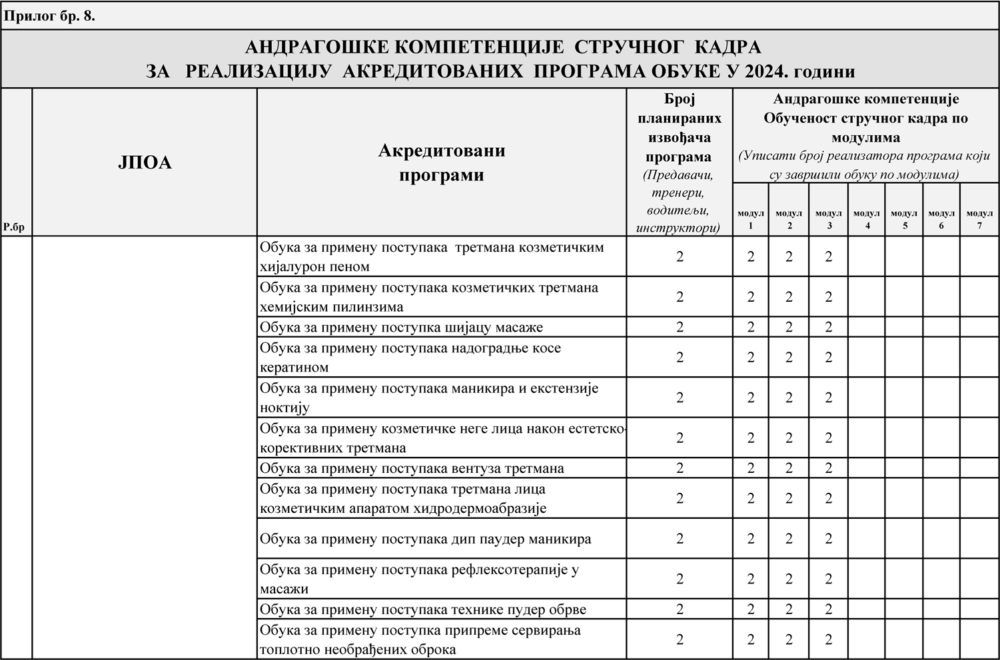 Прилог бр. 8.
АНДРАГОШКЕ КОМПЕТЕНЦИЈЕ СТРУЧНОГ КАДРА
ЗА РЕАЛИЗАЦИЈУ АКРЕДИТОВАНИХ ПРОГРАМА ОБУКЕ У 2024. години
Р.бр
ЈПОА
Акредитовани
програми
Број
планираних
извођача
програма
(Предавачи,
тренери,
водитељи,
инструктори)
Андрагошке компетенције
Обученост стручног кадра по
модулима
(Уписати број реализатора програма који
су завршили обуку по модулима)
модул
1
модул
2
модул
3
модул
4
модул
5
модул
6
модул
7
Обука за примену поступака третмана козметичким
хијалурон пеном
2 2 2 2
Обука за примену поступака козметичких третмана
хемијским пилинзима
2 2 2 2
Обука за примену поступка шијацу масаже 2 2 2 2
Обука за примену поступака надоградње косе
кератином
2 2 2 2
Обука за примену поступака маникира и екстензије
ноктију
2 2 2 2
Обука за примену козметичке неге лица након естетско-
корективних третмана
2 2 2 2
Обука за примену поступака вентуза третмана 2 2 2 2
Обука за примену поступака третмана лица
козметичким апаратом хидродермоабразије
2 2 2 2
Обука за примену поступака дип паудер маникира 2 2 2 2
Обука за примену поступака рефлексотерапије у
масажи
2 2 2 2
Обука за примену поступака технике пудер обрве 2 2 2 2
Обука за примену поступка припреме сервирања
топлотно необрађених оброка
2 2 2 2